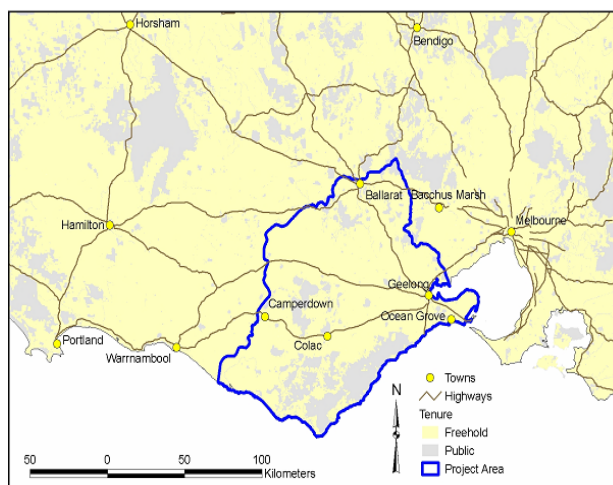 Horsham
Bendigo
Ballarat
Bacchus Marsh
Hamilton
Melbourne
Geelong
Camperdown
Ocean Grove
Colac
Portland
Warrnambool
N
Towns
Highways
Tenure
Freehold
Public
Project Area
50 0 50 100
Kilometers